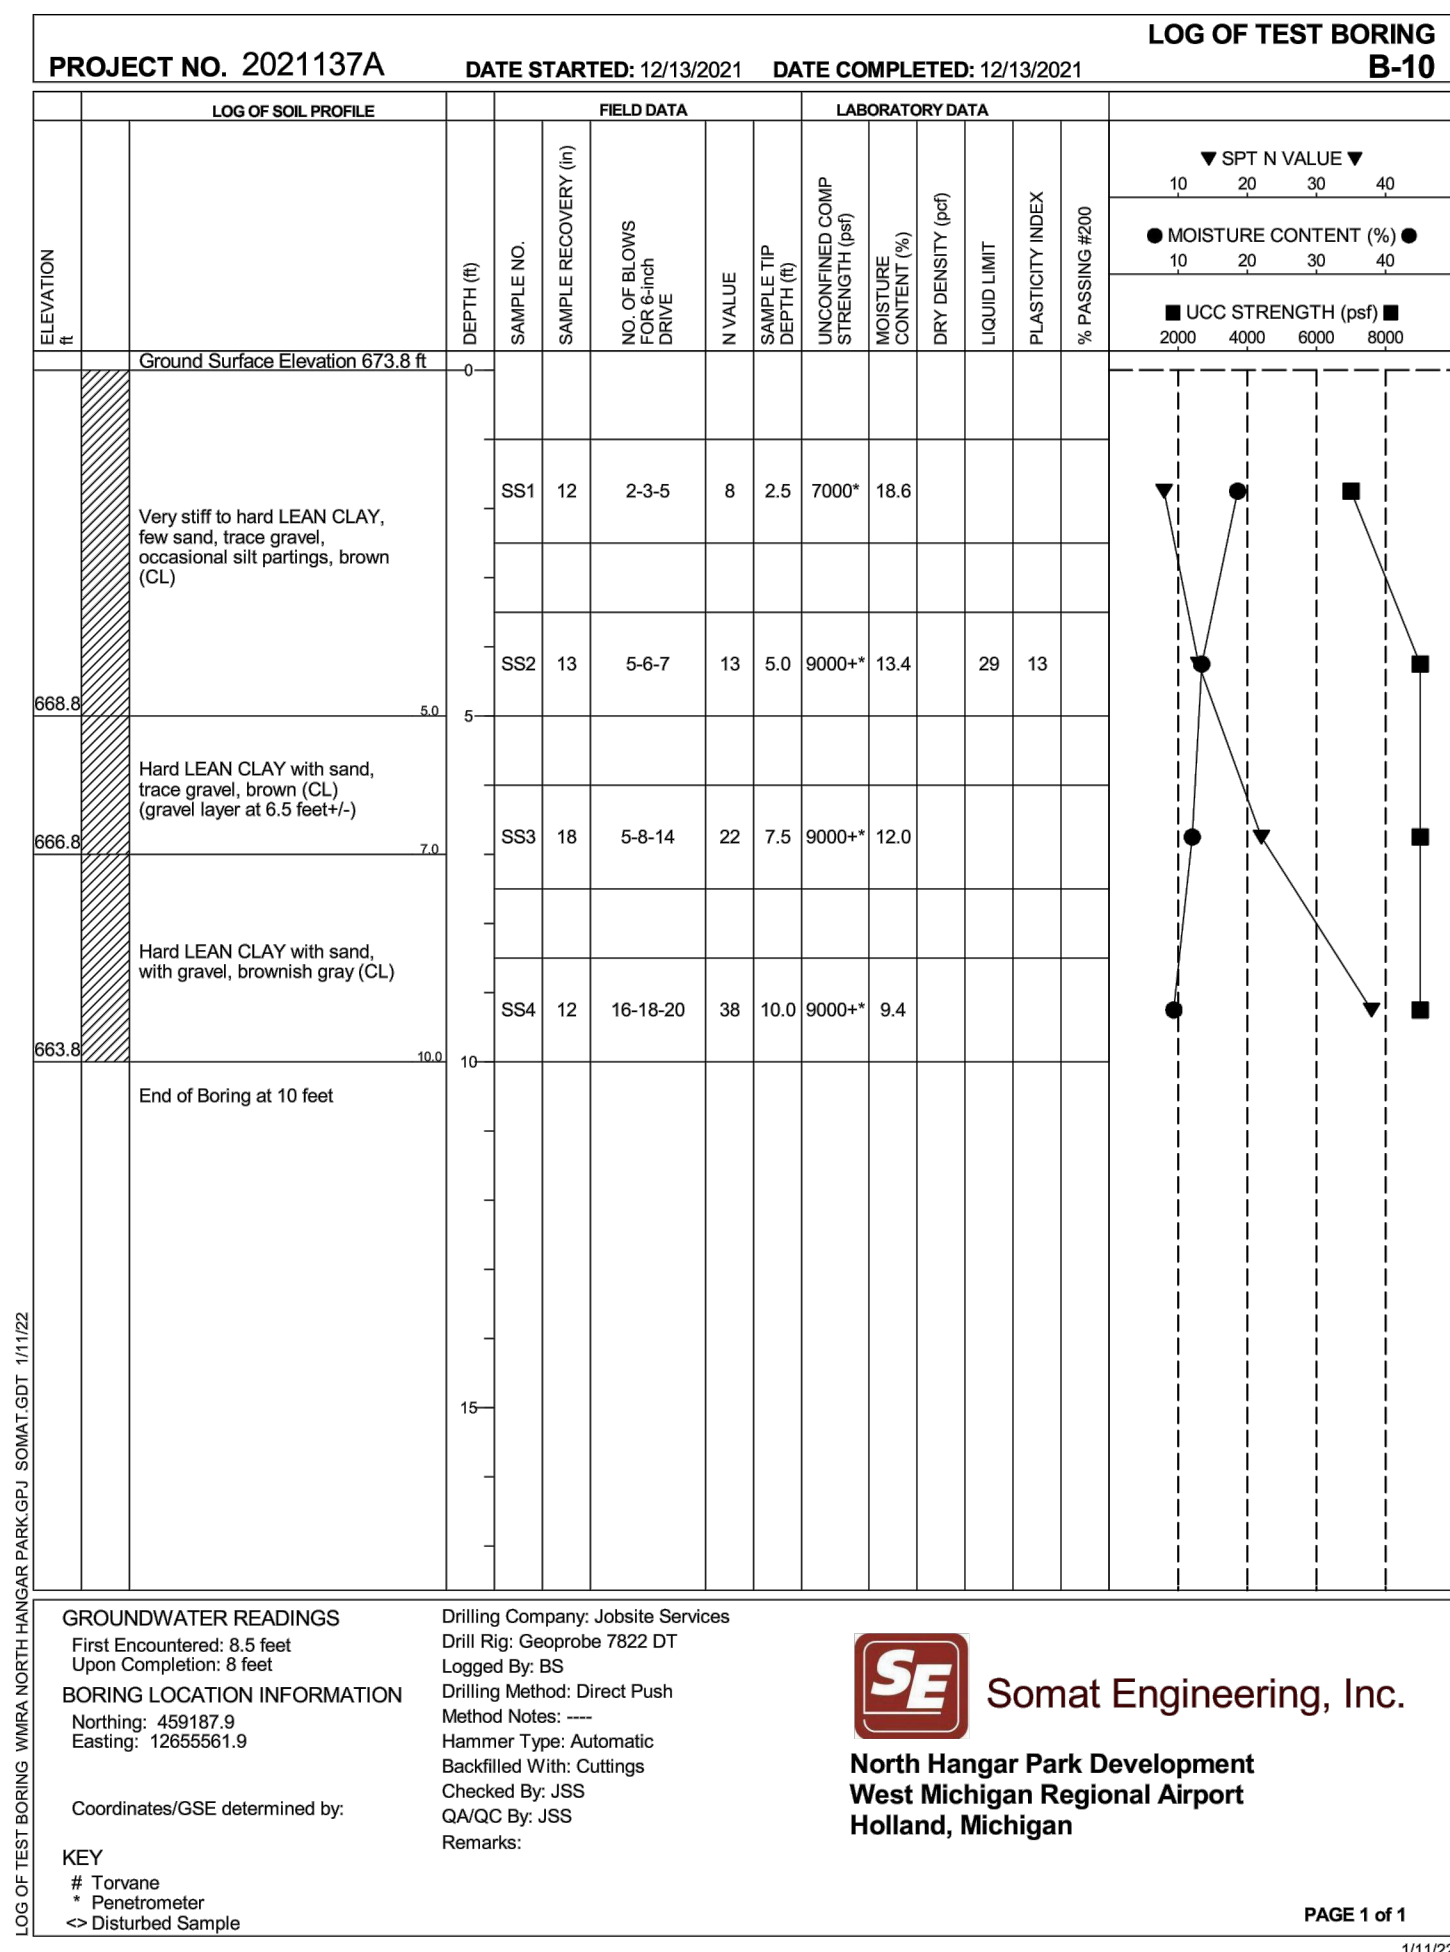 LOG OF TEST BORING
PROJECT NO. 2021137A DATE STARTED: 12/13/2021 DATE COMPLETED: 12/13/2021 B-10
LOG OF SOIL PROFILE FIELD DATA LABORATORY DATA
ELEVATION
ft
DEPTH (ft)
SAMPLE NO.
SAMPLE RECOVERY (in)
NO. OF BLOWS
FOR 6-inch
DRIVE
N VALUE
SAMPLE TIP
DEPTH (ft)
UNCONFINED COMP
STRENGTH (psf)
MOISTURE
CONTENT (%)
DRY DENSITY (pcf)
LIQUID LIMIT
PLASTICITY INDEX
% PASSING #200
▼ SPT N VALUE ▼
10 20 30 40
● MOISTURE CONTENT (%) ●
10 20 30 40
■ UCC STRENGTH (psf) ■
2000 4000 6000 8000
Ground Surface Elevation 673.8 ft
0
SS1 12 2-3-5 8 2.5 7000* 18.6
Very stiff to hard LEAN CLAY,
few sand, trace gravel,
occasional silt partings, brown
(CL)
SS2 13 5-6-7 13 5.0 9000+* 13.4 29 13
668.8 5.0 5
Hard LEAN CLAY with sand,
trace gravel, brown (CL)
(gravel layer at 6.5 feet+/-)
SS3 18 5-8-14 22 7.5 9000+* 12.0
666.8 7.0
Hard LEAN CLAY with sand,
with gravel, brownish gray (CL)
SS4 12 16-18-20 38 10.0 9000+* 9.4
663.8 10.0 10
End of Boring at 10 feet
15
LOG OF TEST BORING WMRA NORTH HANGAR PARK.GPJ SOMAT.GDT 1/11/22
GROUNDWATER READINGS
First Encountered: 8.5 feet
Upon Completion: 8 feet
BORING LOCATION INFORMATION
Northing: 459187.9
Easting: 12655561.9
Coordinates/GSE determined by:
KEY
# Torvane
* Penetrometer
<> Disturbed Sample
Drilling Company: Jobsite Services
Drill Rig: Geoprobe 7822 DT
Logged By: BS
Drilling Method: Direct Push
Method Notes: ----
Hammer Type: Automatic
Backfilled With: Cuttings
Checked By: JSS
QA/QC By: JSS
Remarks:
SE
Somat Engineering, Inc.
North Hangar Park Development
West Michigan Regional Airport
Holland, Michigan
PAGE 1 of 1
1/11/22